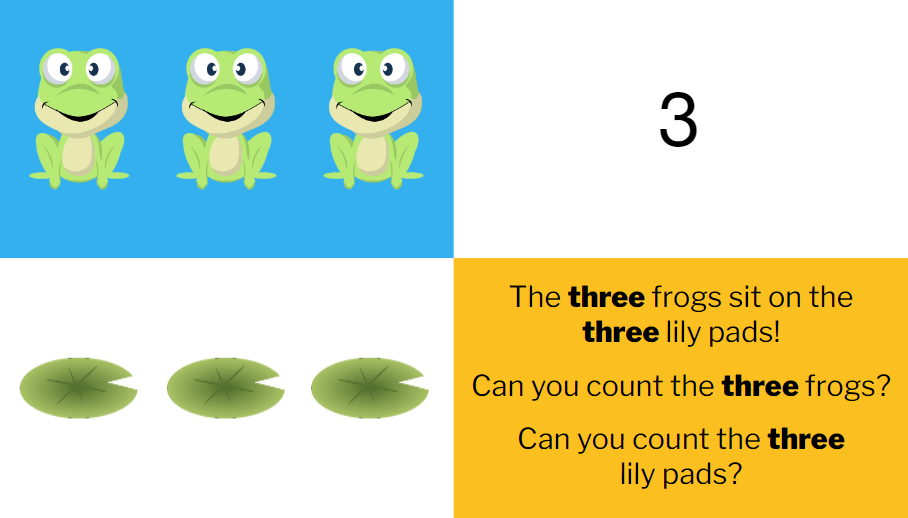 3
The three frogs sit on the
three lily pads!
Can you count the three frogs?
Can you count the three
lily pads?